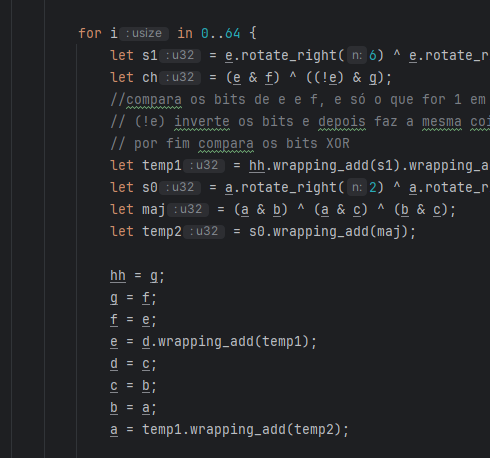 for i: usize in 0..64 {
let s1: u32 = e.rotate_right(n: 6) ^ e.rotate_r
let ch: u32 = (e & f) ^ ((!e) & g);
//compara os bits de e e f, e só o que for 1 em
// (!e) inverte os bits e depois faz a mesma coi
// por fim compara os bits XOR
let temp1: u32 = hh.wrapping_add(s1).wrapping_a
let s0: u32 = a.rotate_right(n: 2) ^ a.rotate_r
let maj: u32 = (a & b) ^ (a & c) ^ (b & c);
let temp2: u32 = s0.wrapping_add(maj);
hh = g;
g = f;
f = e;
e = d.wrapping_add(temp1);
d = c;
c = b;
b = a;
a = temp1.wrapping_add(temp2);